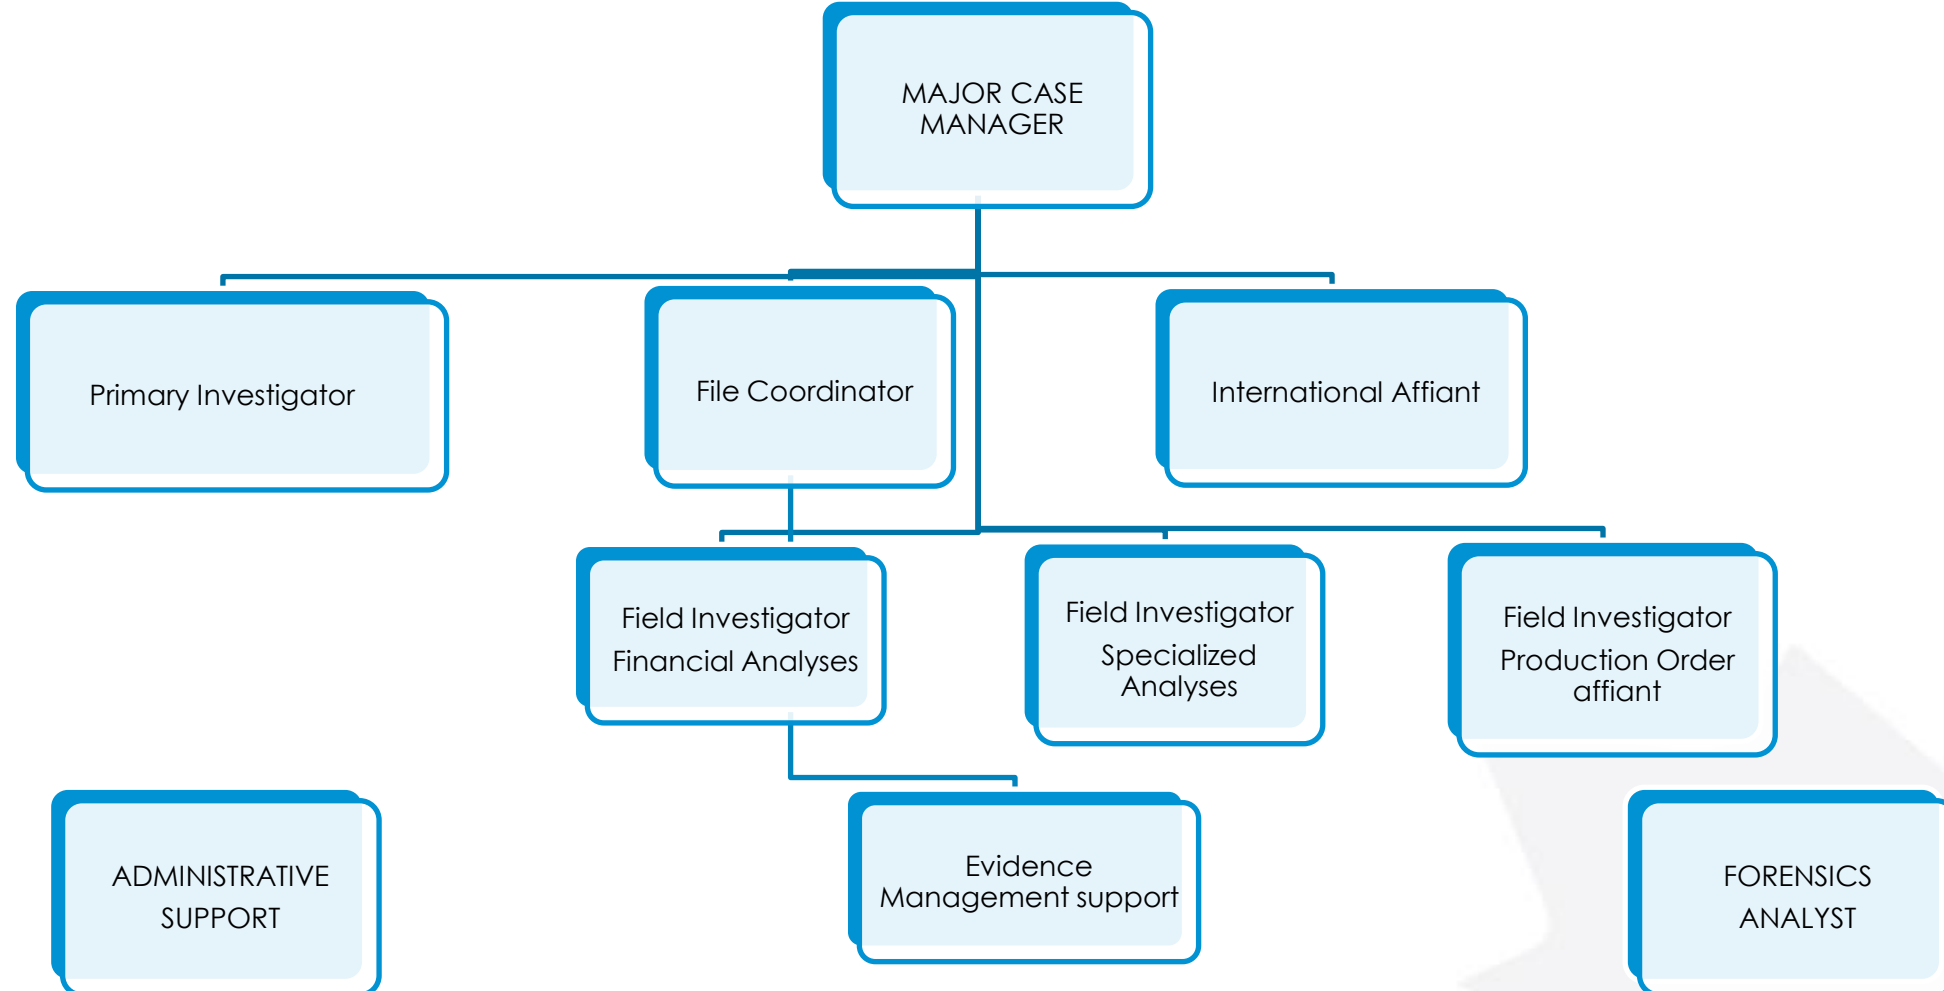 MAJOR CASE
MANAGER
Primary Investigator
File Coordinator
International Affiant
Field Investigator
Financial Analyses
Field Investigator
Specialized
Analyses
Field Investigator
Production Order
affiant
ADMINISTRATIVE
SUPPORT
Evidence
Management support
FORENSICS
ANALYST